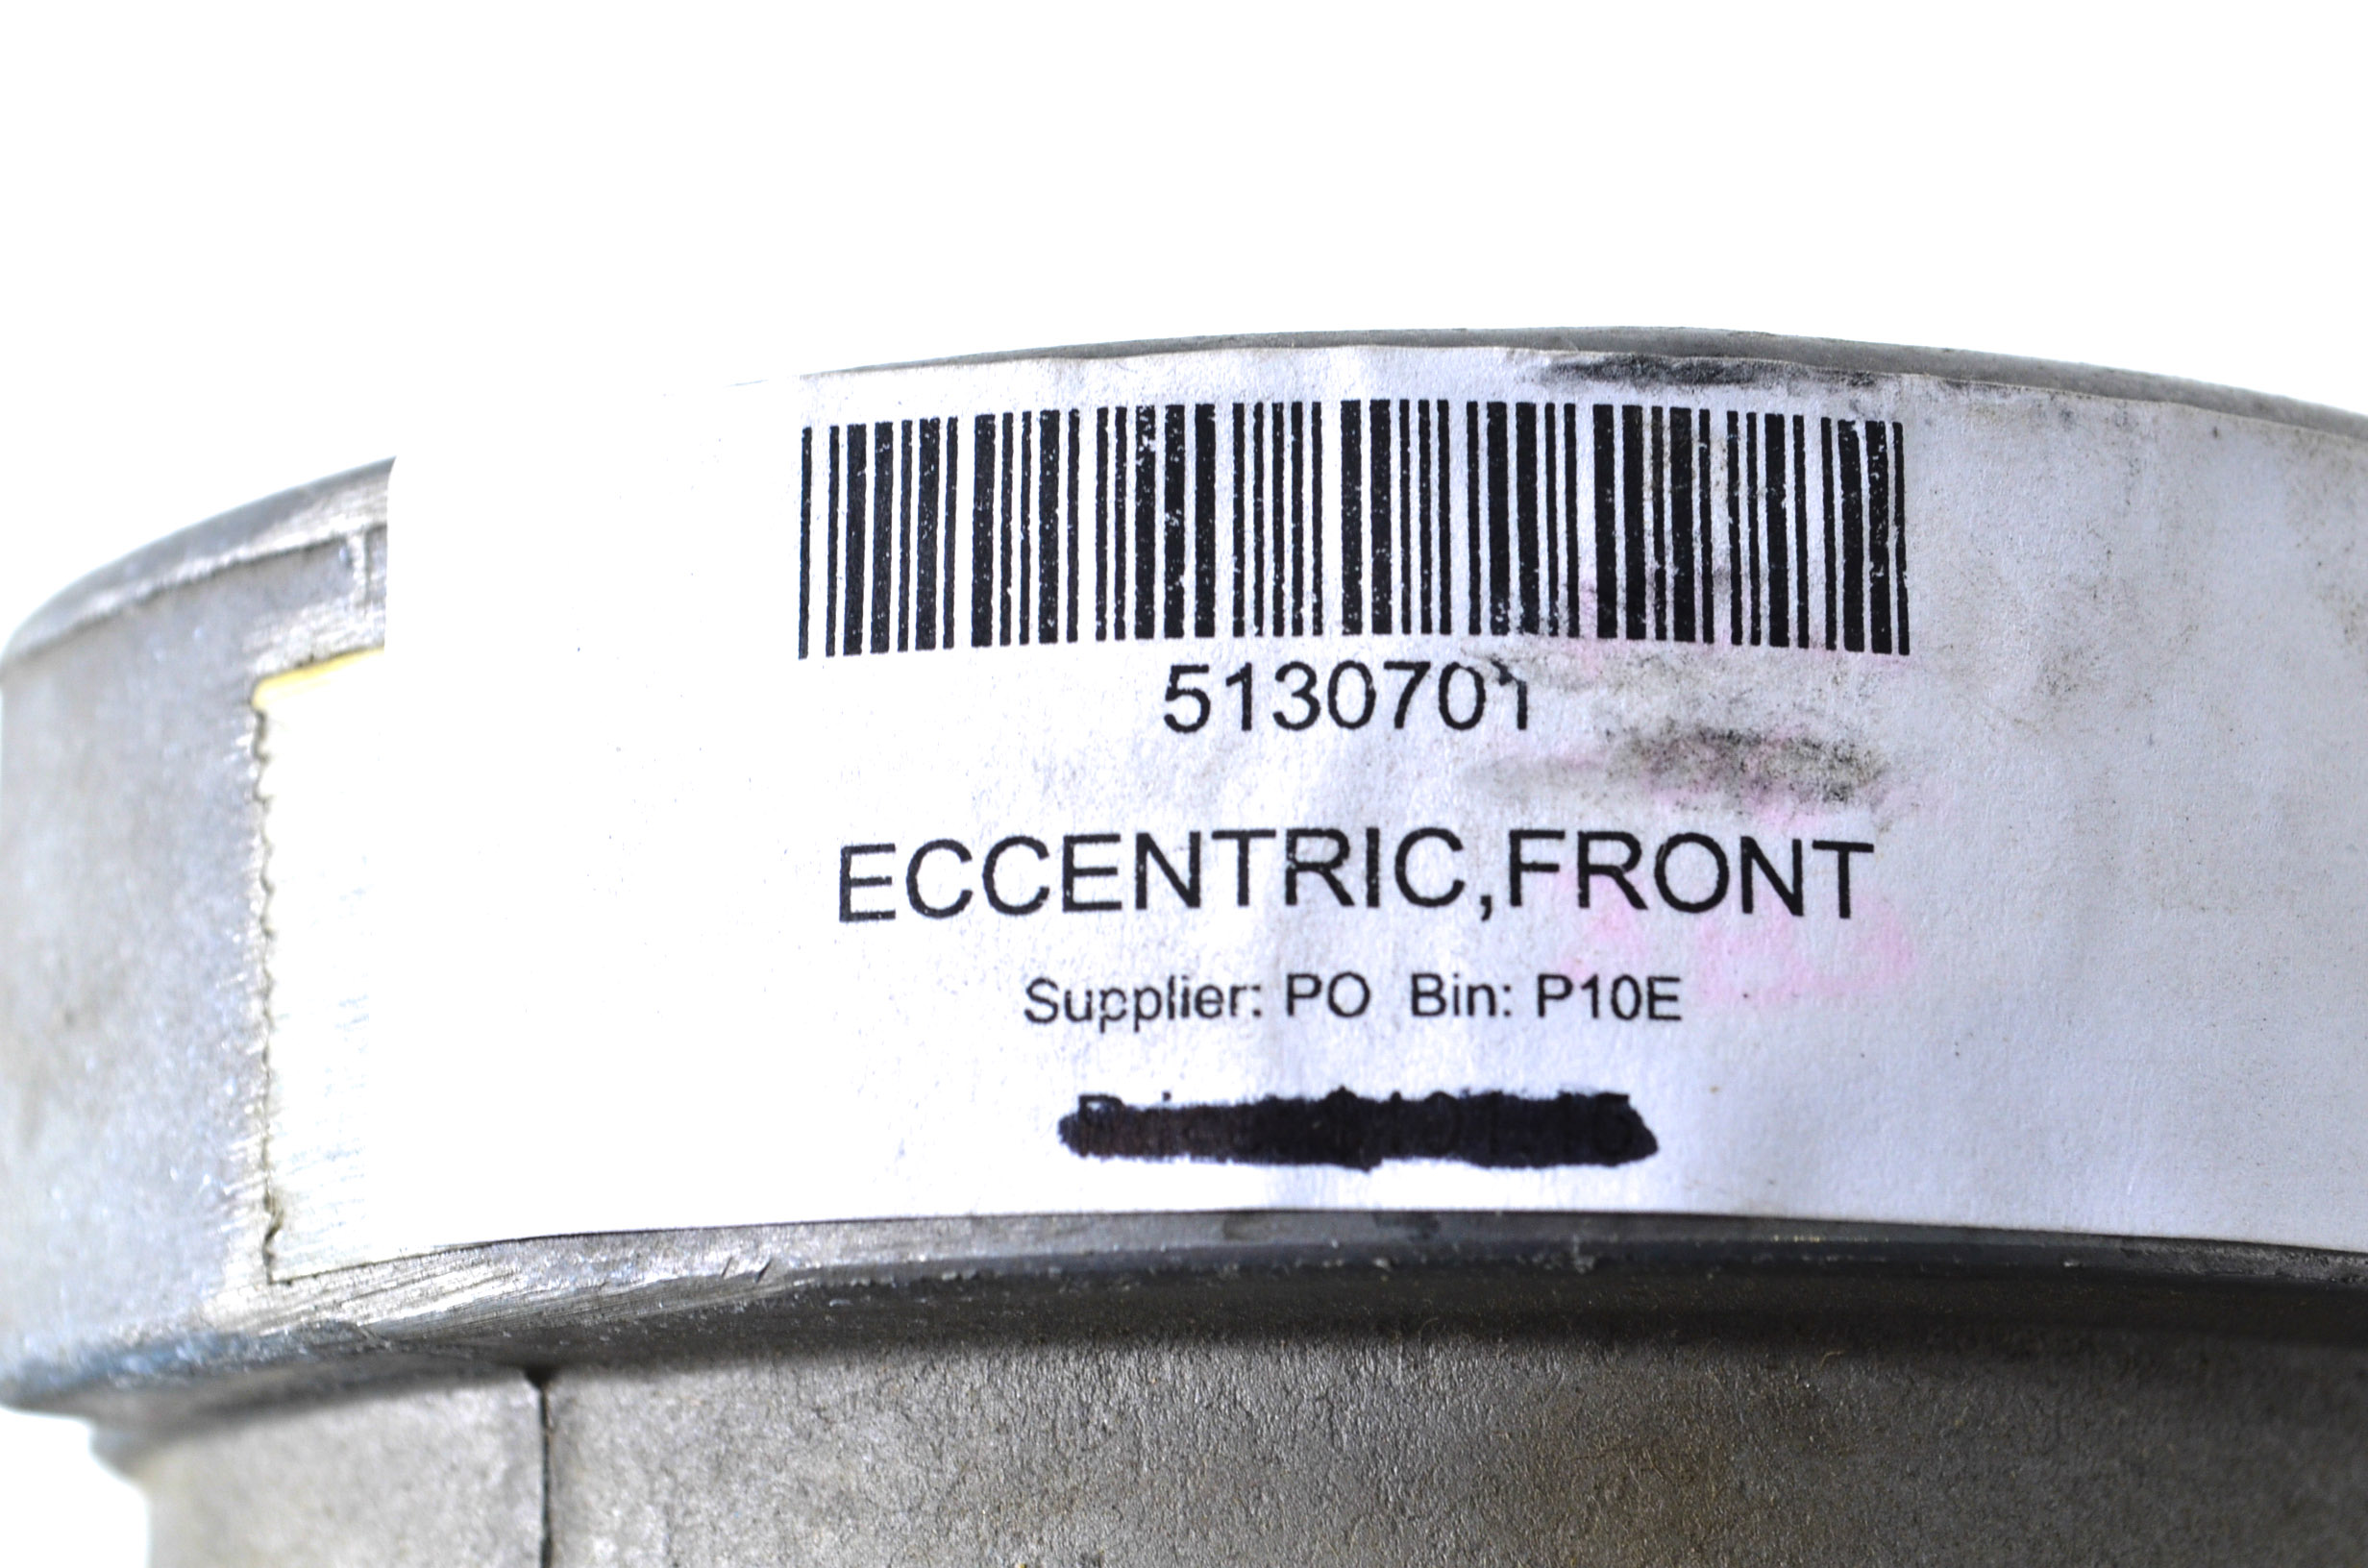 5130701
ECCENTRIC,FRONT
Supplier: PO Bin: P10E